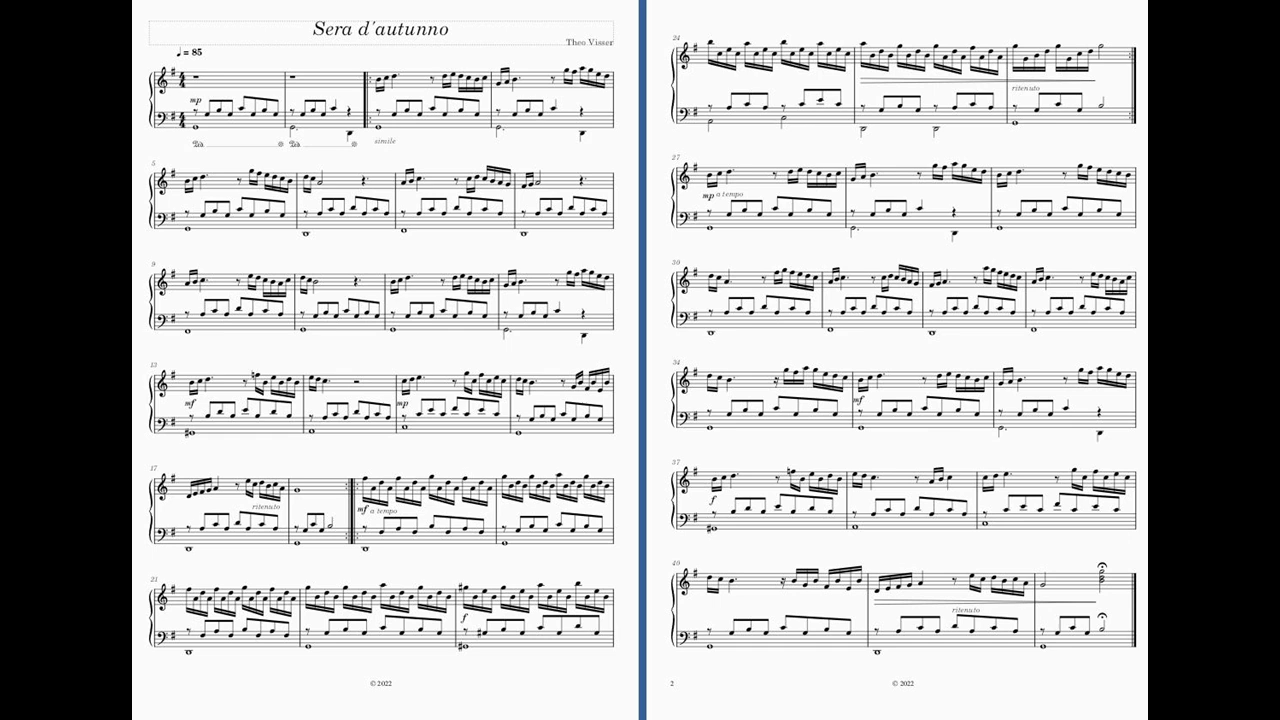 Sera d'autunno
Theo Visser
♩ = 85
mp
simile
5
9
13
mf
mp
17
ritenuto
mf a tempo
21
f
© 2022
24
ritenuto
27
mp a tempo
30
34
mf
37
f
40
ritenuto
2
© 2022